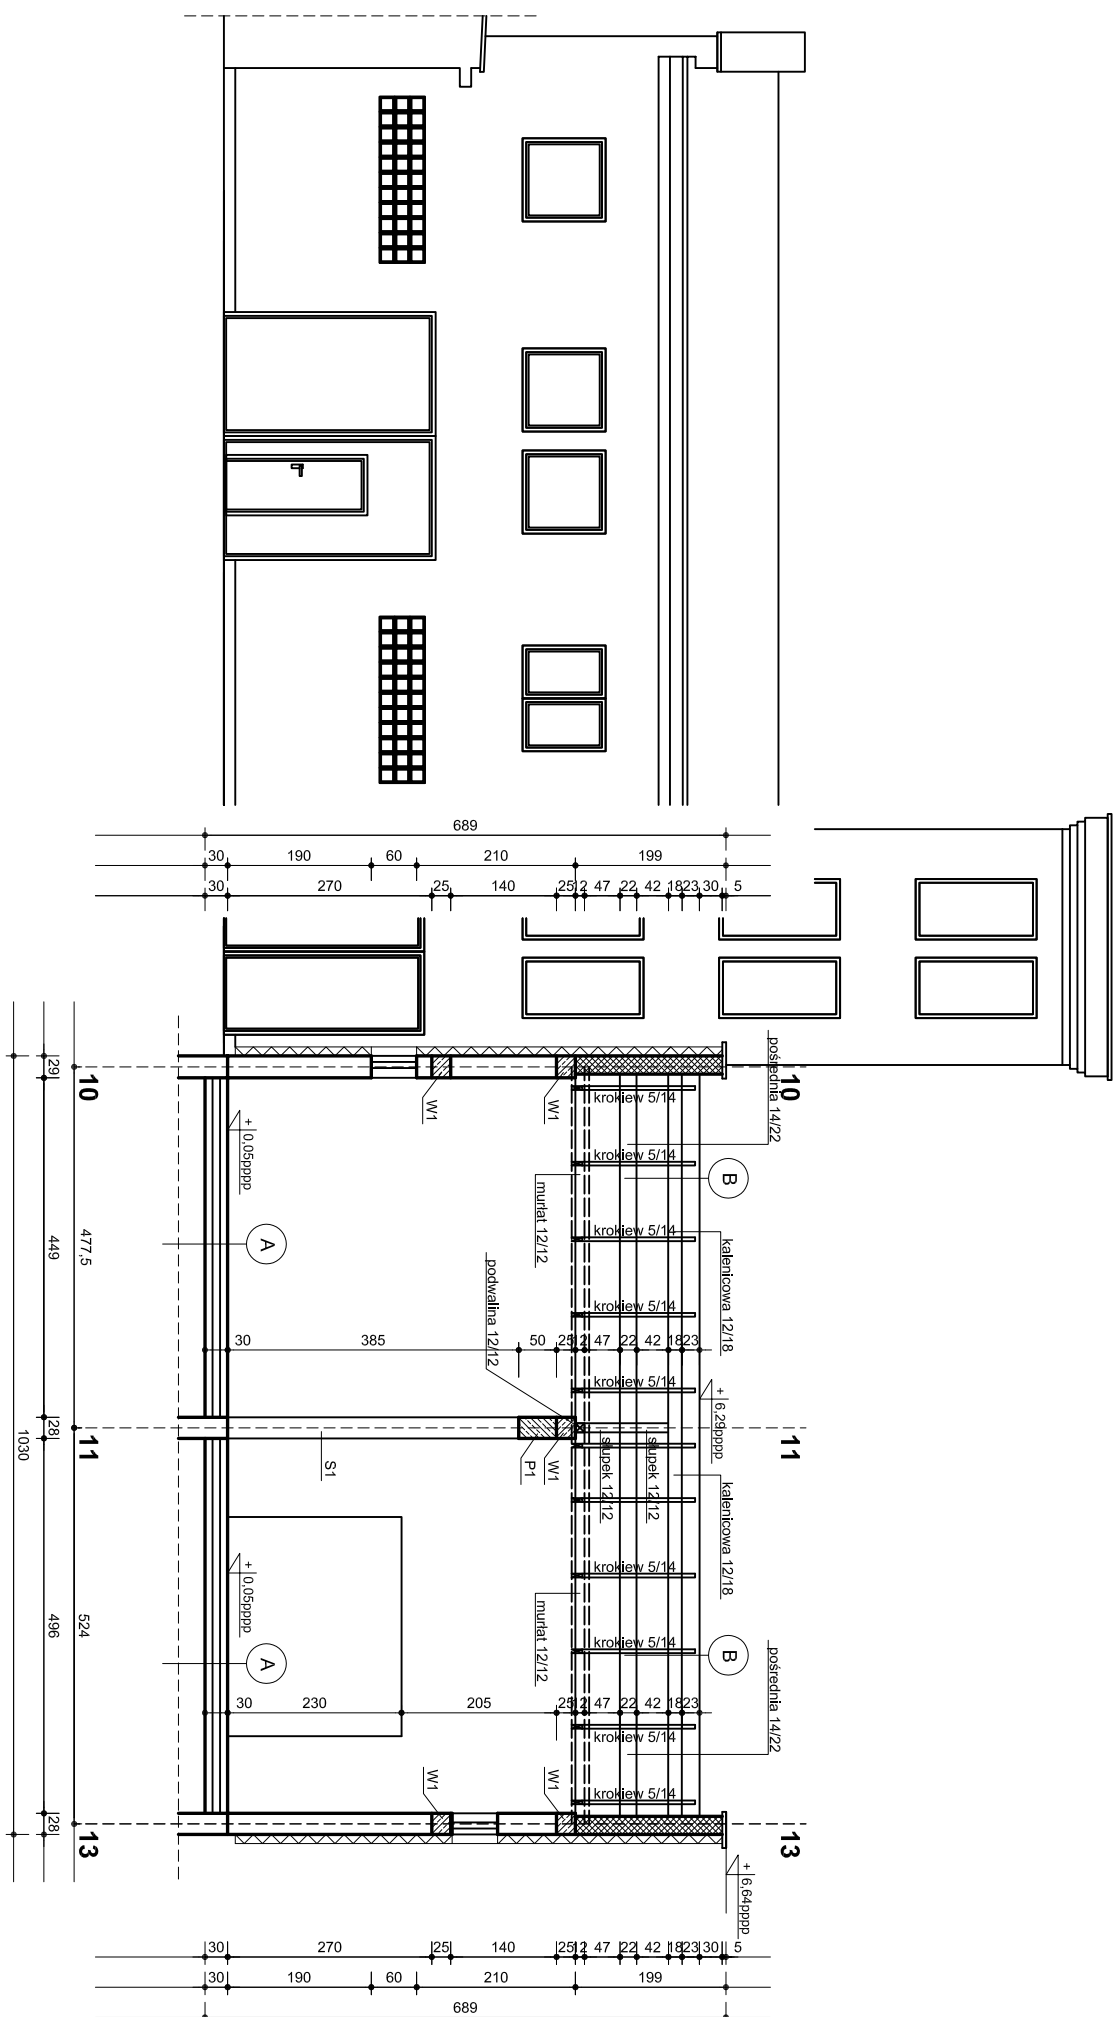 689
30 190 60 210 199
30 270 25 140 25 12 47 22 42 18 23 30 5
10
10
pośrednia 14/22
W1
W1
krokiew 5/14
krokiew 5/14
krokiew 5/14
krokiew 5/14
krokiew 5/14
+ 0,05pppp
B
murłat 12/12
kalenicowa 12/18
A
podwalina 12/12
30 385 50 25 12 47 22 42 18 23
+ 6,29pppp
11
11
S1
P1
W1
słupek 12/12
słupek 12/12
kalenicowa 12/18
krokiew 5/14
krokiew 5/14
krokiew 5/14
+ 0,05pppp
murłat 12/12
A
B
pośrednia 14/22
30 230 205 25 12 47 22 42 18 23
W1
W1
13
13
+ 6,64pppp
29 449 28 496 28
477,5 524
1030
30 270 25 140 25 12 47 22 42 18 23 30 5
30 190 60 210 199
689